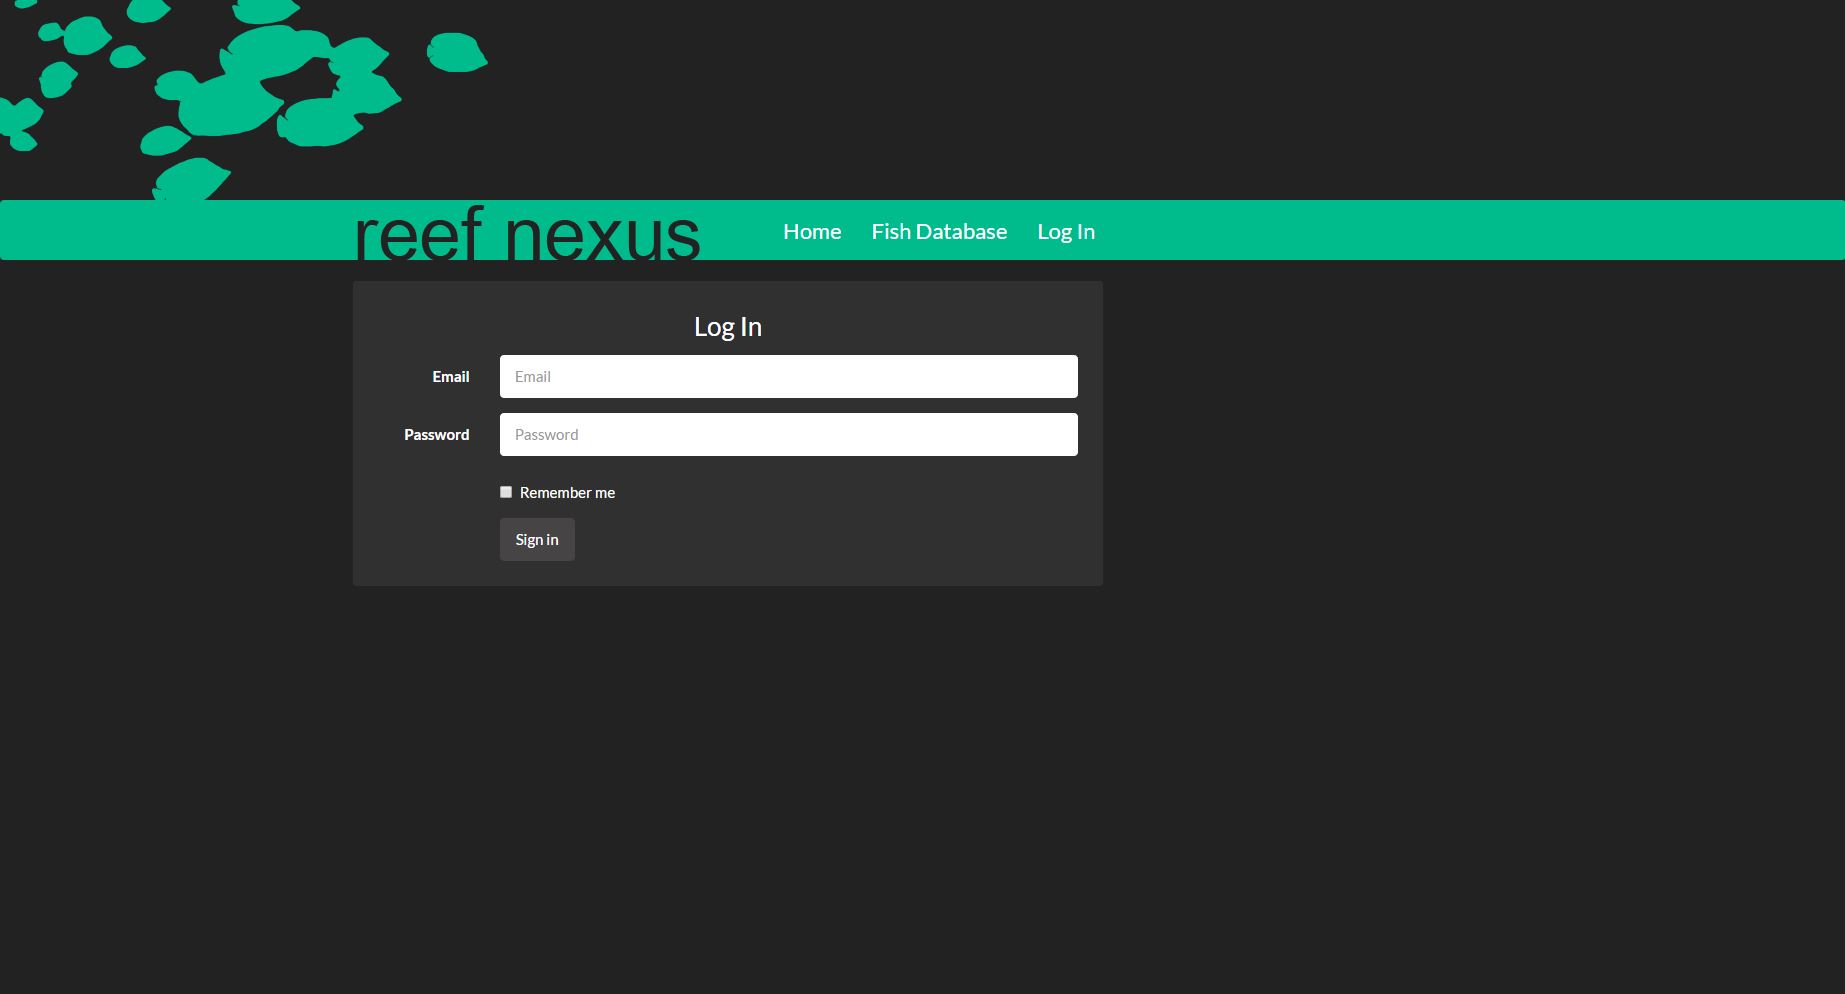 reef nexus
Home Fish Database Log In
Log In
Email Email
Password Password
Remember me
Sign in